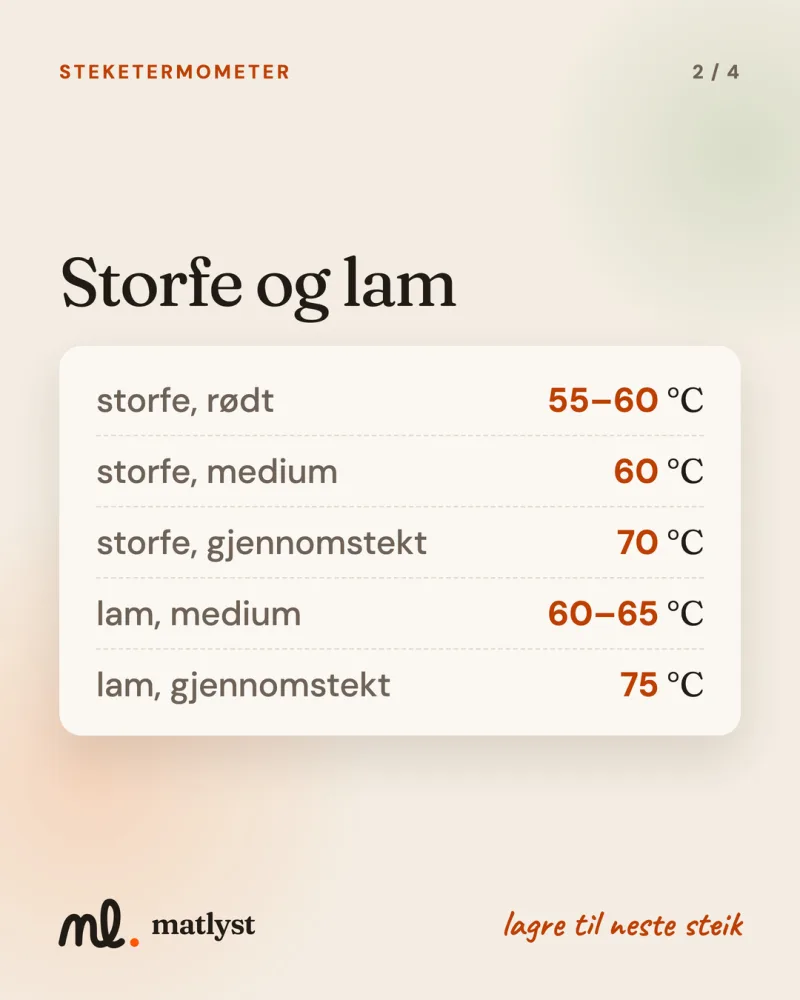 STEKETERMOMETER 2 / 4
Storfe og lam
storfe, rødt 55–60 °C
storfe, medium 60 °C
storfe, gjennomstekt 70 °C
lam, medium 60–65 °C
lam, gjennomstekt 75 °C
ml. matlyst lagre til neste steik